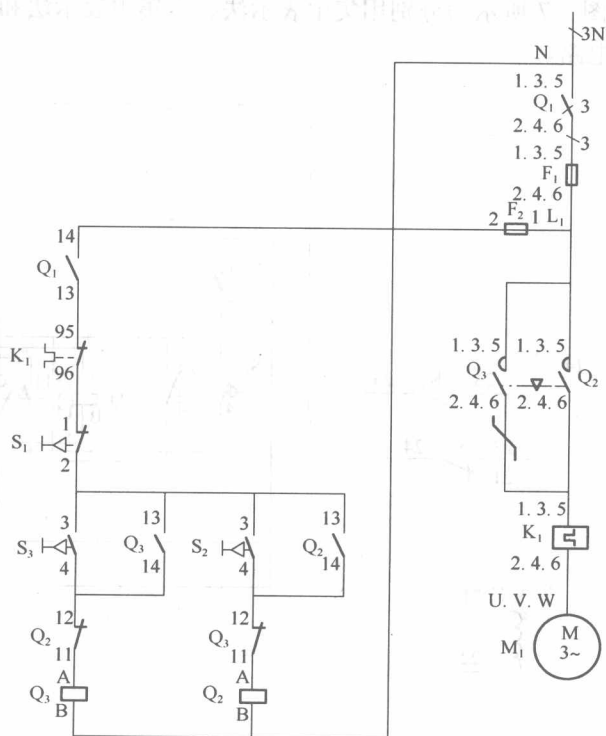 3N
N
1. 3. 5
Q₁ 3
2. 4. 6
3
1. 3. 5
F₁
2. 4. 6
2 F₂ 1 L₁
14
Q₁
13
95
K₁
96
1
S₁
2
1. 3. 5 1. 3. 5
Q₃ Q₂
2. 4. 6 2. 4. 6
3 13 3 13
S₃ Q₃ S₂ Q₂
4 14 4 14
1. 3. 5
K₁
2. 4. 6
12 12
Q₂ Q₃
11 11
U. V. W
M₁ M
3~
A A
Q₃ Q₂
B B